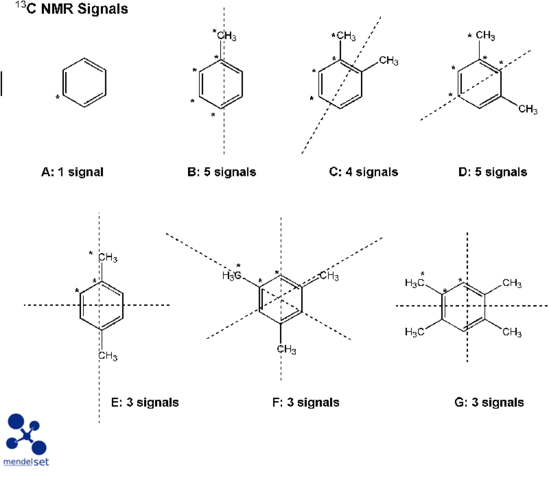 ¹³C NMR Signals
*CH₃ *CH₃ CH₃ * CH₃ CH₃
* * * * * * * * * * * * *
A: 1 signal B: 5 signals C: 4 signals D: 5 signals
* CH₃ H₃C * CH₃ H₃C * CH₃
* * * * * *
CH₃ CH₃ H₃C CH₃
E: 3 signals F: 3 signals G: 3 signals
mendelset